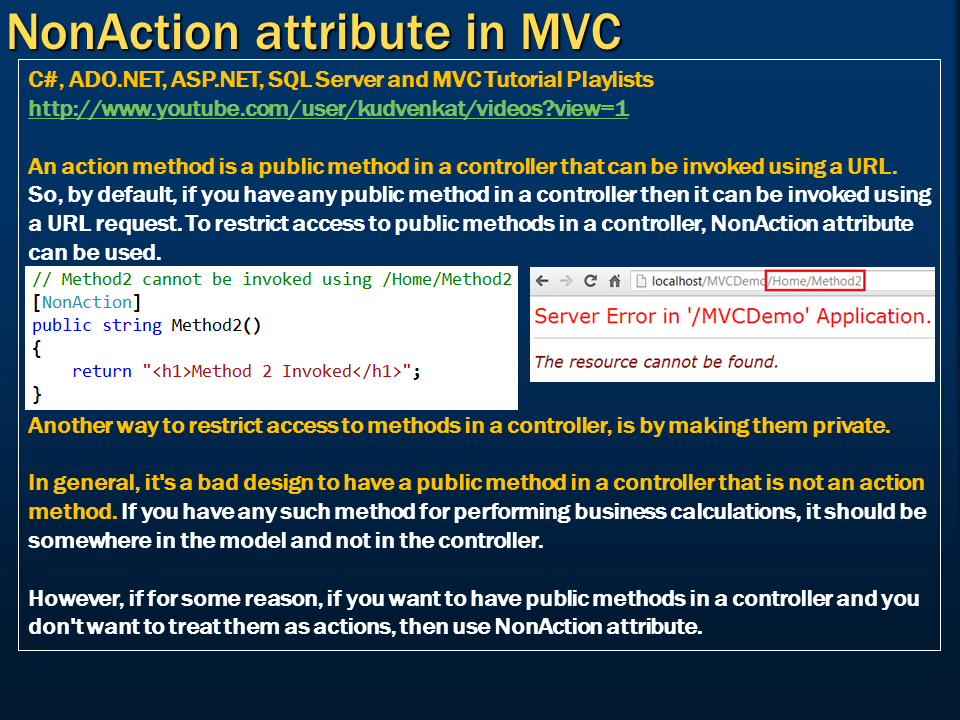 NonAction attribute in MVC
C#, ADO.NET, ASP.NET, SQL Server and MVC Tutorial Playlists
http://www.youtube.com/user/kudvenkat/videos?view=1
An action method is a public method in a controller that can be invoked using a URL.
So, by default, if you have any public method in a controller then it can be invoked using
a URL request. To restrict access to public methods in a controller, NonAction attribute
can be used.
// Method2 cannot be invoked using /Home/Method2
[NonAction]
public string Method2()
{
    return "<h1>Method 2 Invoked</h1>";
}
localhost/MVCDemo/Home/Method2
Server Error in '/MVCDemo' Application.
The resource cannot be found.
Another way to restrict access to methods in a controller, is by making them private.
In general, it's a bad design to have a public method in a controller that is not an action
method. If you have any such method for performing business calculations, it should be
somewhere in the model and not in the controller.
However, if for some reason, if you want to have public methods in a controller and you
don't want to treat them as actions, then use NonAction attribute.